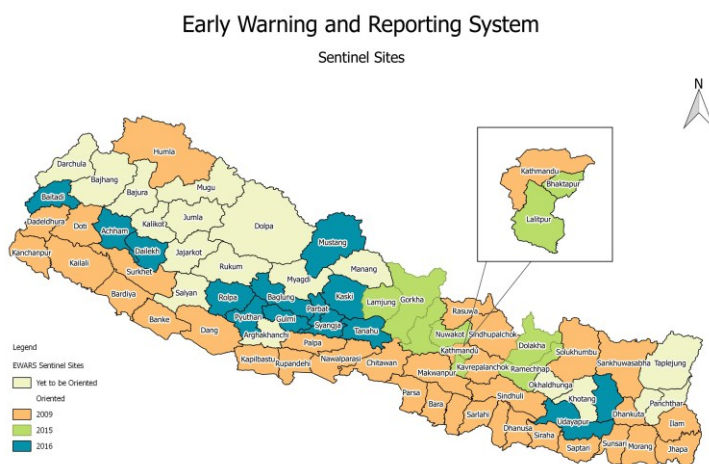 Early Warning and Reporting System
Sentinel Sites
N
Humla
Darchula
Bajhang
Mugu
Bajura
Baitadi
Jumla
Dadeldhura
Doti
Achham
Kalikot
Dolpa
Mustang
Dailekh
Jajarkot
Kanchanpur
Kailali
Surkhet
Rukum
Myagdi
Manang
Bardiya
Salyan
Rolpa
Baglung
Parbat
Kaski
Lamjung
Gorkha
Rasuwa
Banke
Pyuthan
Gulmi
Syangja
Tanahu
Nuwakot
Sindhupalchok
Dang
Arghakhanchi
Palpa
Kathmandu
Dolakha
Solukhumbu
Sankhuwasabha
Taplejung
Kapilbastu
Rupandehi
Nawalparasi
Chitawan
Makwanpur
Kavrepalanchok
Ramechhap
Okhaldhunga
Khotang
Panchthar
Parsa
Bara
Sarlahi
Sindhuli
Udayapur
Dhankuta
Ilam
Dhanusa
Siraha
Saptari
Sunsari
Morang
Jhapa
Kathmandu
Bhaktapur
Lalitpur
Legend
EWARS Sentinel Sites
Yet to be Oriented
Oriented
2009
2015
2016